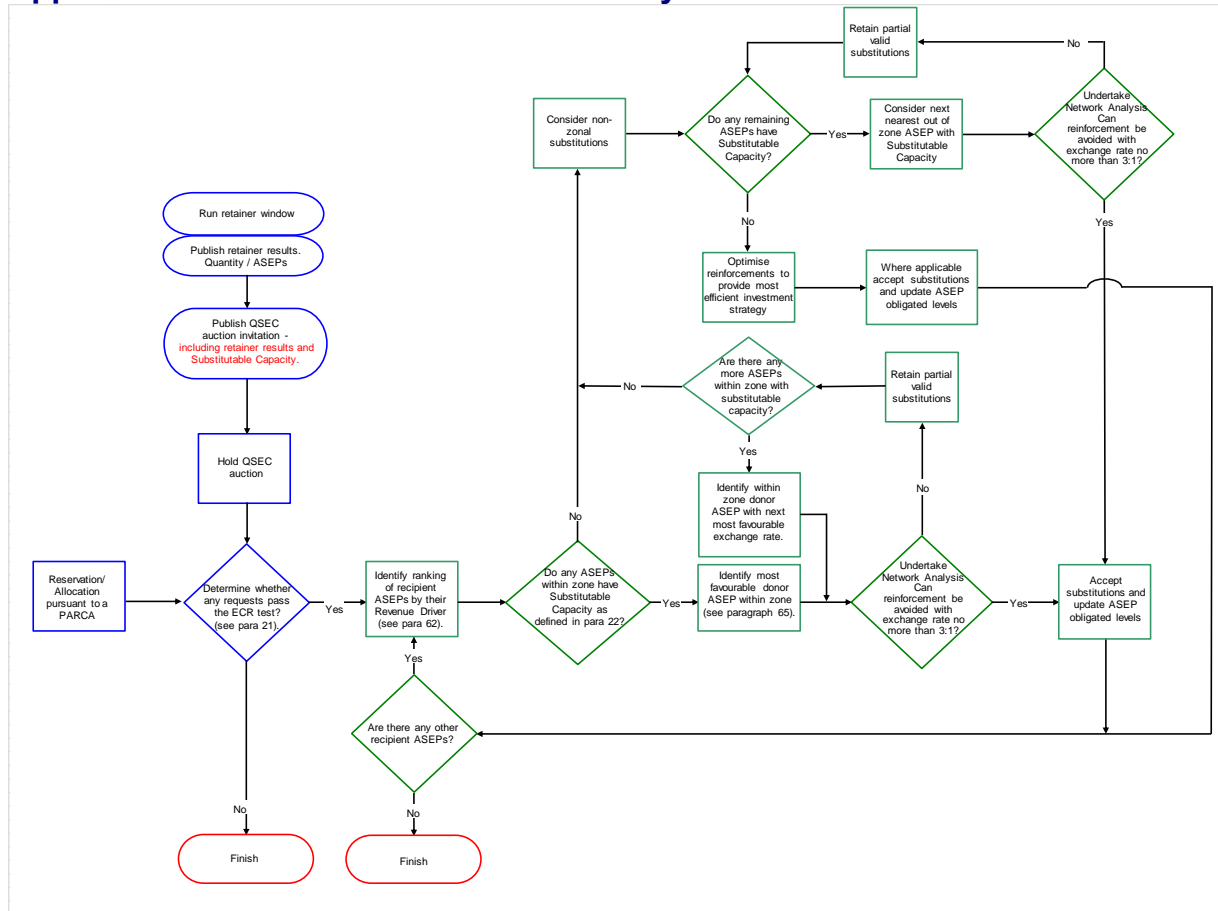 Retain partial
valid
substitutions
No
Consider non-
zonal
substitutions
Do any remaining
ASEPs have
Substitutable
Capacity?
Yes
Consider next
nearest out of
zone ASEP with
Substitutable
Capacity
Undertake
Network Analysis
Can
reinforcement be
avoided with
exchange rate no
more than 3:1?
Run retainer window
Publish retainer results.
Quantity / ASEPs
No
Yes
Optimise
reinforcements to
provide most
efficient investment
strategy
Where applicable
accept substitutions
and update ASEP
obligated levels
Publish QSEC
auction invitation -
including retainer results and
Substitutable Capacity.
No
Are there any
more ASEPs
within zone with
substitutable
capacity?
Retain partial
valid
substitutions
Yes
Hold QSEC
auction
Identify within
zone donor
ASEP with next
most favourable
exchange rate.
No
No
Reservation/
Allocation
pursuant to a
PARCA
Determine whether
any requests pass
the ECR test?
(see para 21).
Yes
Identify ranking
of recipient
ASEPs by their
Revenue Driver
(see para 62).
Do any ASEPs
within zone have
Substitutable
Capacity as
defined in para 22?
Yes
Identify most
favourable donor
ASEP within zone
(see paragraph 65).
Undertake
Network Analysis
Can
reinforcement be
avoided with
exchange rate no
more than 3:1?
Yes
Accept
substitutions and
update ASEP
obligated levels
Yes
Are there any other
recipient ASEPs?
No
No
Finish
Finish